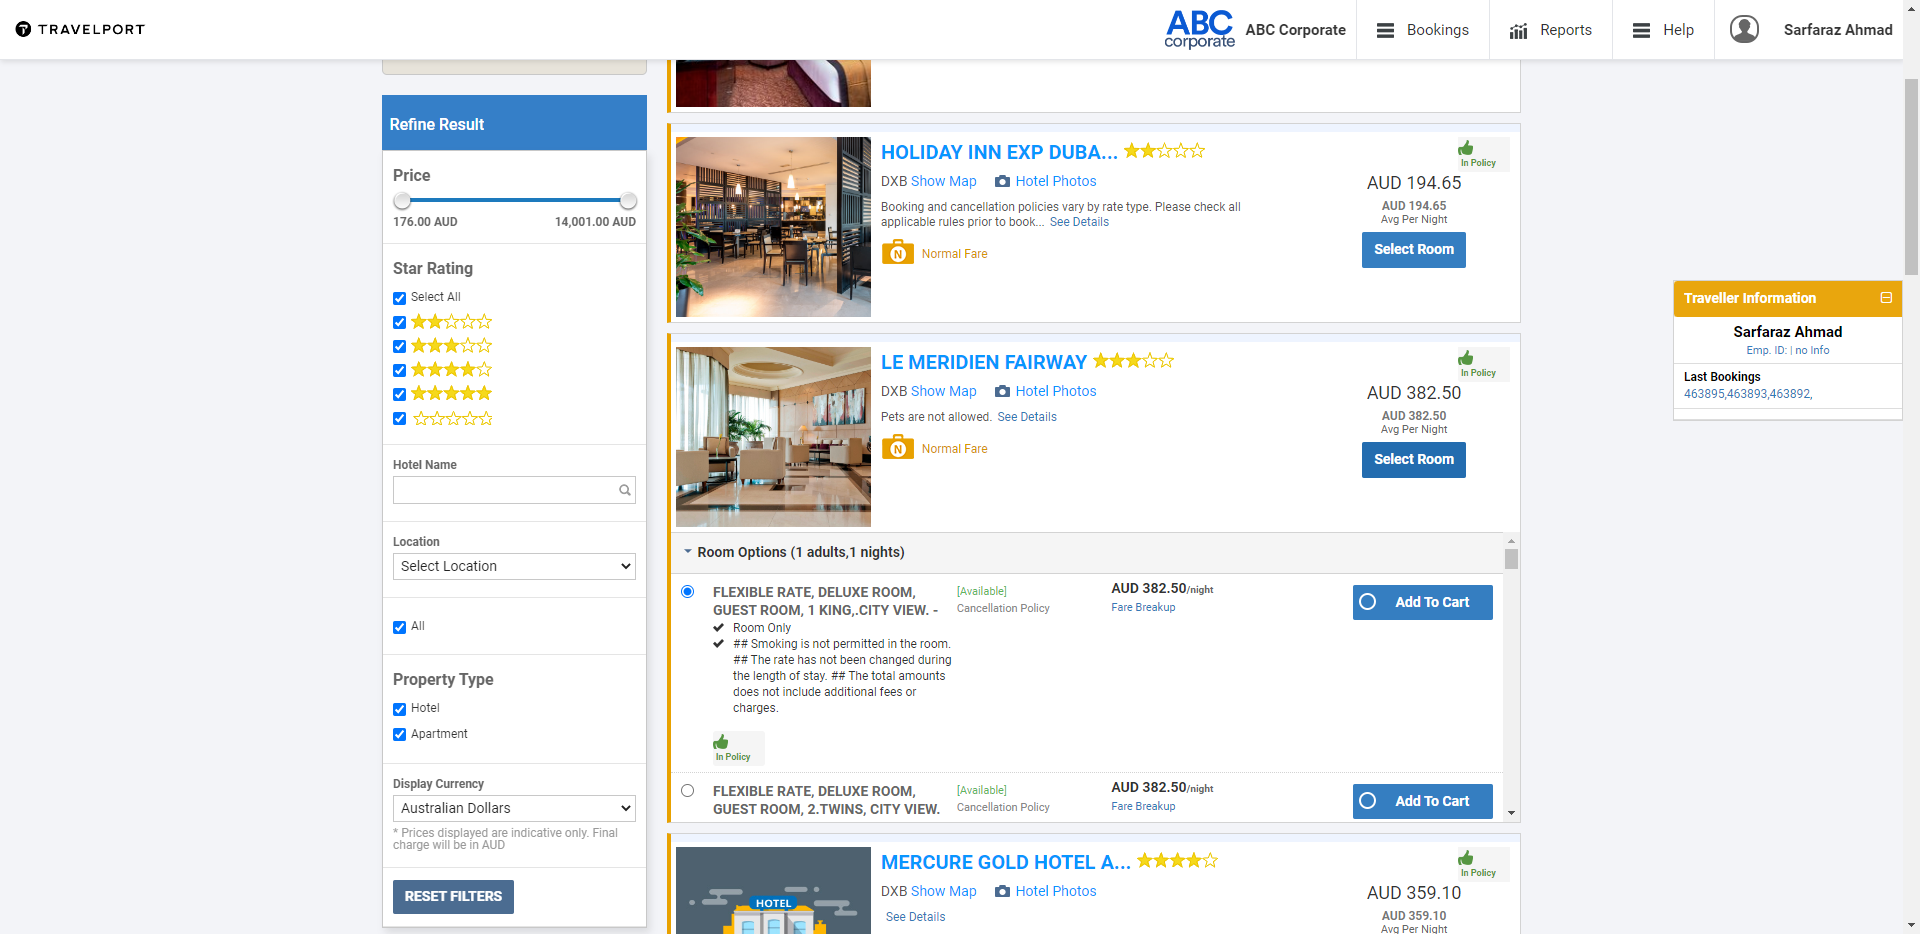 TRAVELPORT
ABC
corporate
ABC Corporate
Bookings
Reports
Help
Sarfaraz Ahmad
Refine Result
Price
176.00 AUD
14,001.00 AUD
Star Rating
Select All
Hotel Name
Location
Select Location
All
Property Type
Hotel
Apartment
Display Currency
Australian Dollars
* Prices displayed are indicative only. Final
charge will be in AUD
RESET FILTERS
HOLIDAY INN EXP DUBA...
DXB Show Map Hotel Photos
Booking and cancellation policies vary by rate type. Please check all
applicable rules prior to book... See Details
N Normal Fare
In Policy
AUD 194.65
AUD 194.65
Avg Per Night
Select Room
LE MERIDIEN FAIRWAY
DXB Show Map Hotel Photos
Pets are not allowed. See Details
N Normal Fare
In Policy
AUD 382.50
AUD 382.50
Avg Per Night
Select Room
Room Options (1 adults,1 nights)
FLEXIBLE RATE, DELUXE ROOM,
GUEST ROOM, 1 KING,.CITY VIEW. -
Room Only
## Smoking is not permitted in the room.
## The rate has not been changed during
the length of stay. ## The total amounts
does not include additional fees or
charges.
In Policy
[Available]
Cancellation Policy
AUD 382.50/night
Fare Breakup
Add To Cart
FLEXIBLE RATE, DELUXE ROOM,
GUEST ROOM, 2.TWINS, CITY VIEW.
[Available]
Cancellation Policy
AUD 382.50/night
Fare Breakup
Add To Cart
HOTEL
MERCURE GOLD HOTEL A...
DXB Show Map Hotel Photos
See Details
In Policy
AUD 359.10
AUD 359.10
Avg Per Night
Traveller Information
Sarfaraz Ahmad
Emp. ID: | no Info
Last Bookings
463895,463893,463892,